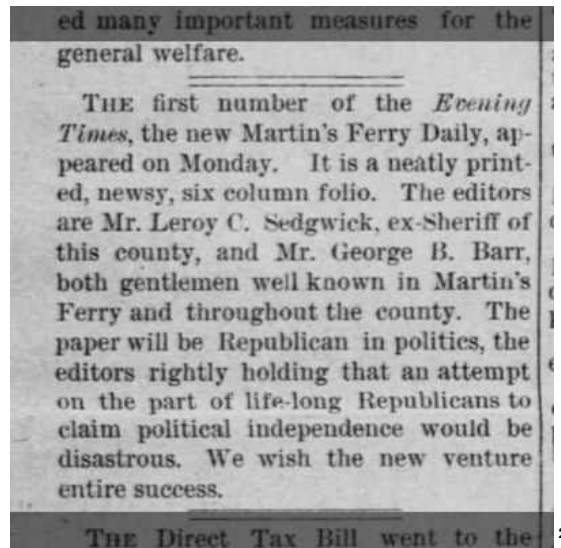 ed many important measures for the
general welfare.
THE first number of the Evening
Times, the new Martin's Ferry Daily, ap-
peared on Monday. It is a neatly print-
ed, newsy, six column folio. The editors
are Mr. Leroy C. Sedgwick, ex-Sheriff of
this county, and Mr. George B. Barr,
both gentlemen well known in Martin's
Ferry and throughout the county. The
paper will be Republican in politics, the
editors rightly holding that an attempt
on the part of life-long Republicans to
claim political independence would be
disastrous. We wish the new venture
entire success.
THE Direct Tax Bill went to the